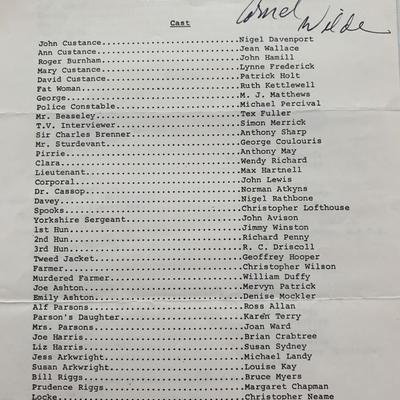 Cornel Wilde
Cast
John Custance.........................Nigel Davenport
Ann Custance..........................Jean Wallace
Roger Burnham.........................John Hamill
Mary Custance.........................Lynne Frederick
David Custance........................Patrick Holt
Fat Woman.............................Ruth Kettlewell
George................................M. J. Matthews
Police Constable......................Michael Percival
Mr. Beaseley..........................Tex Fuller
T.V. Interviewer......................Simon Merrick
Sir Charles Brenner...................Anthony Sharp
Mr. Sturdevant........................George Coulouris
Pirrie................................Anthony May
Clara.................................Wendy Richard
Lieutenant............................Max Hartnell
Corporal..............................John Lewis
Dr. Cassop............................Norman Atkyns
Davey.................................Nigel Rathbone
Spooks................................Christopher Lofthouse
Yorkshire Sergeant....................John Avison
1st Hun...............................Jimmy Winston
2nd Hun...............................Richard Penny
3rd Hun...............................R. C. Driscoll
Tweed Jacket..........................Geoffrey Hooper
Farmer................................Christopher Wilson
Murdered Farmer.......................William Duffy
Joe Ashton............................Mervyn Patrick
Emily Ashton..........................Denise Mockler
Alf Parsons...........................Ross Allan
Parson's Daughter.....................Karen Terry
Mrs. Parsons..........................Joan Ward
Joe Harris............................Brian Crabtree
Liz Harris............................Susan Sydney
Jess Arkwright........................Michael Landy
Susan Arkwright.......................Louise Kay
Bill Riggs............................Bruce Myers
Prudence Riggs........................Margaret Chapman
Locke.................................Christopher Neame